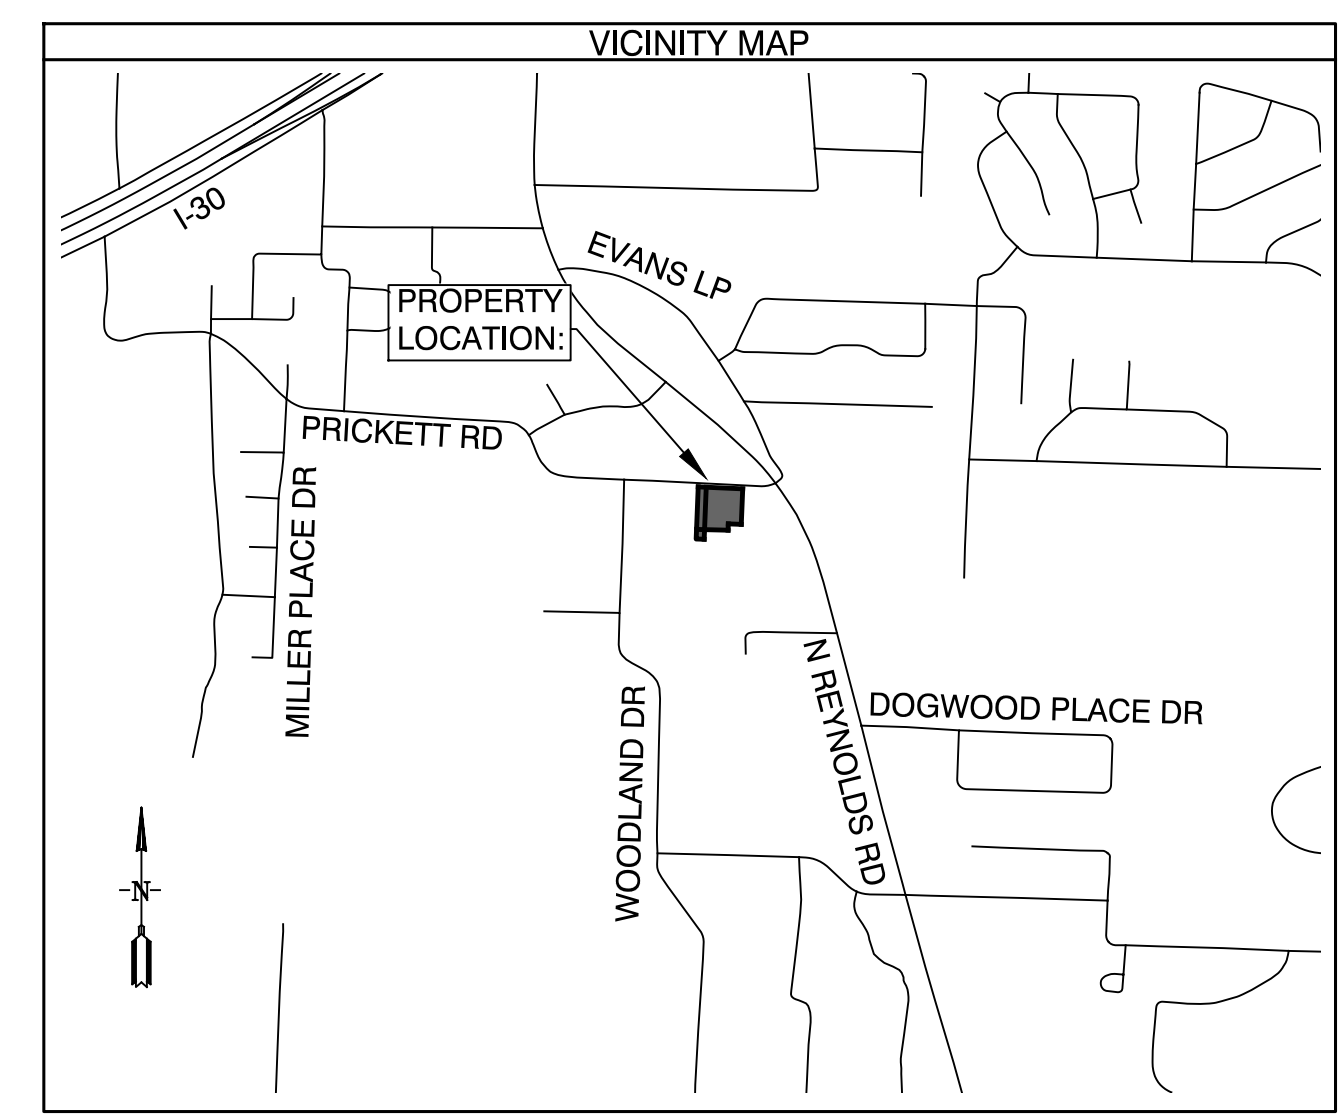 VICINITY MAP
I-30
EVANS LP
PROPERTY
LOCATION:
PRICKETT RD
MILLER PLACE DR
WOODLAND DR
N REYNOLDS RD
DOGWOOD PLACE DR
-N-